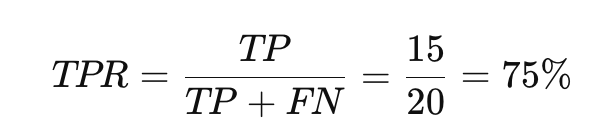 TPR = TP / (TP + FN) = 15 / 20 = 75%